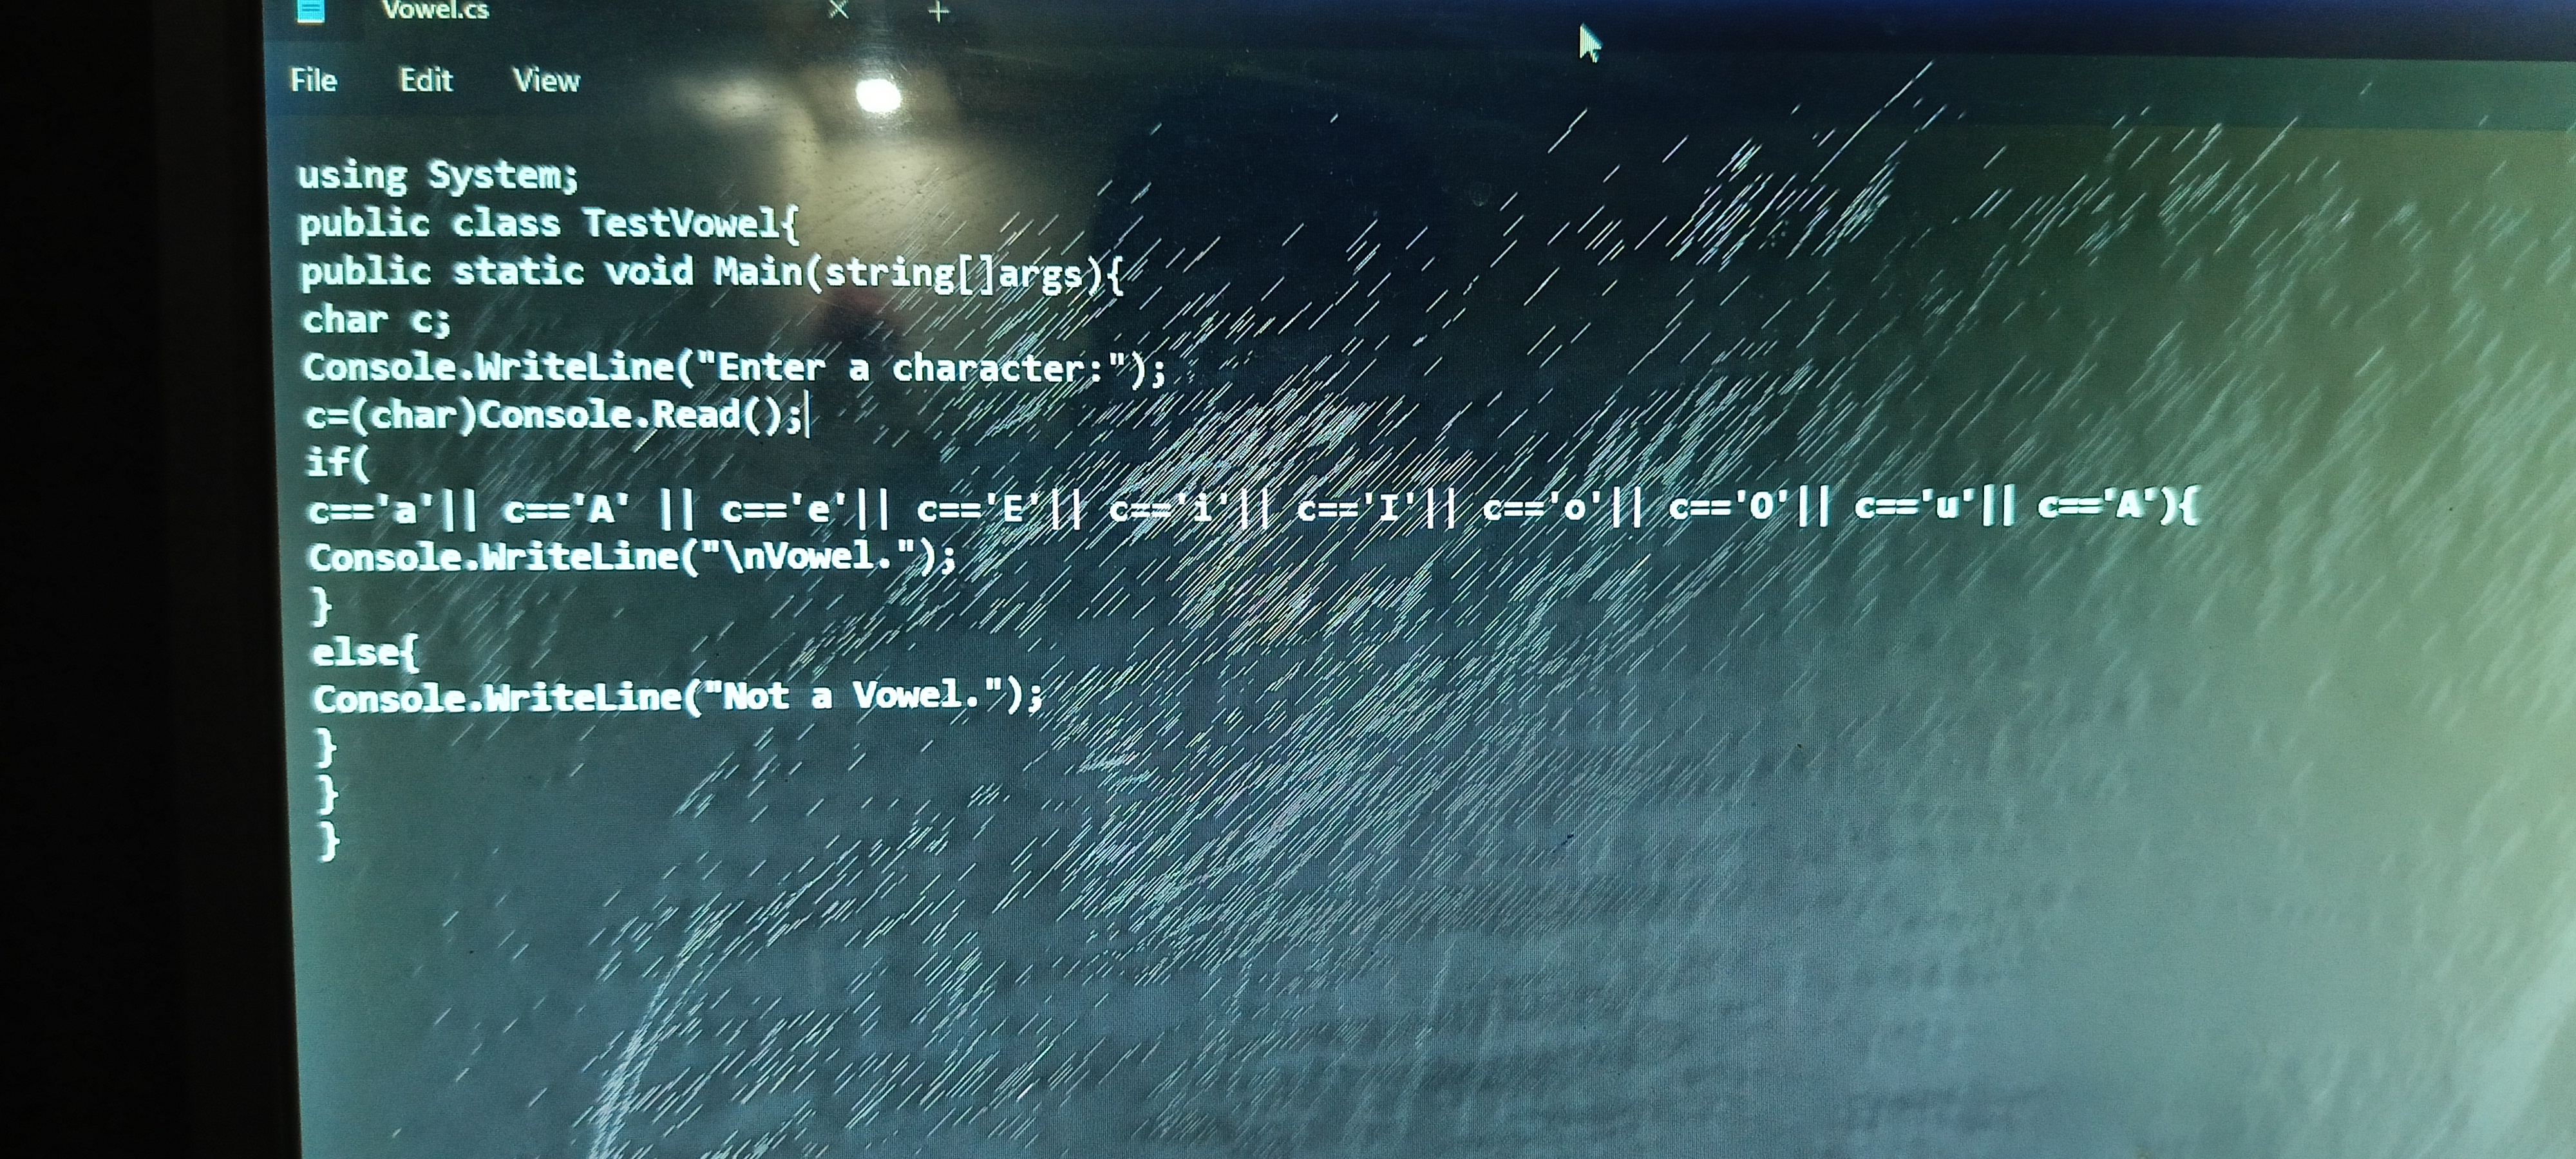 Vowel.cs
File Edit View
using System;
public class TestVowel{
public static void Main(string[]args){
char c;
Console.WriteLine("Enter a character:");
c=(char)Console.Read();
if(
c=='a'|| c=='A' || c=='e'|| c=='E'|| c=='i'|| c=='I'|| c=='o'|| c=='O'|| c=='u'|| c=='A'){
Console.WriteLine("\nVowel.");
}
else{
Console.WriteLine("Not a Vowel.");
}
}
}